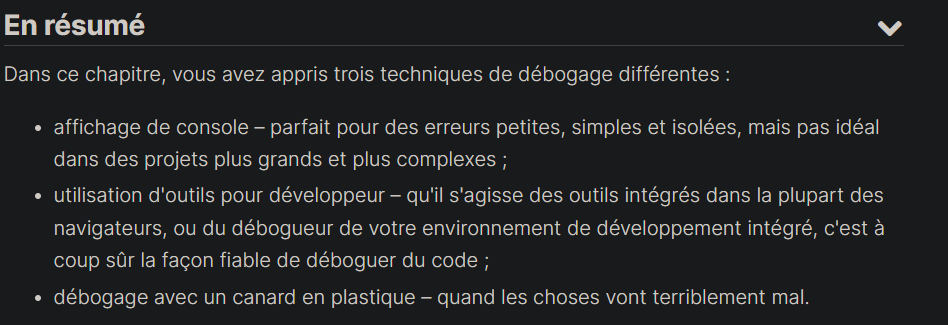 En résumé
Dans ce chapitre, vous avez appris trois techniques de débogage différentes :
• affichage de console – parfait pour des erreurs petites, simples et isolées, mais pas idéal
dans des projets plus grands et plus complexes ;
• utilisation d'outils pour développeur – qu'il s'agisse des outils intégrés dans la plupart des
navigateurs, ou du débogueur de votre environnement de développement intégré, c'est à
coup sûr la façon fiable de déboguer du code ;
• débogage avec un canard en plastique – quand les choses vont terriblement mal.